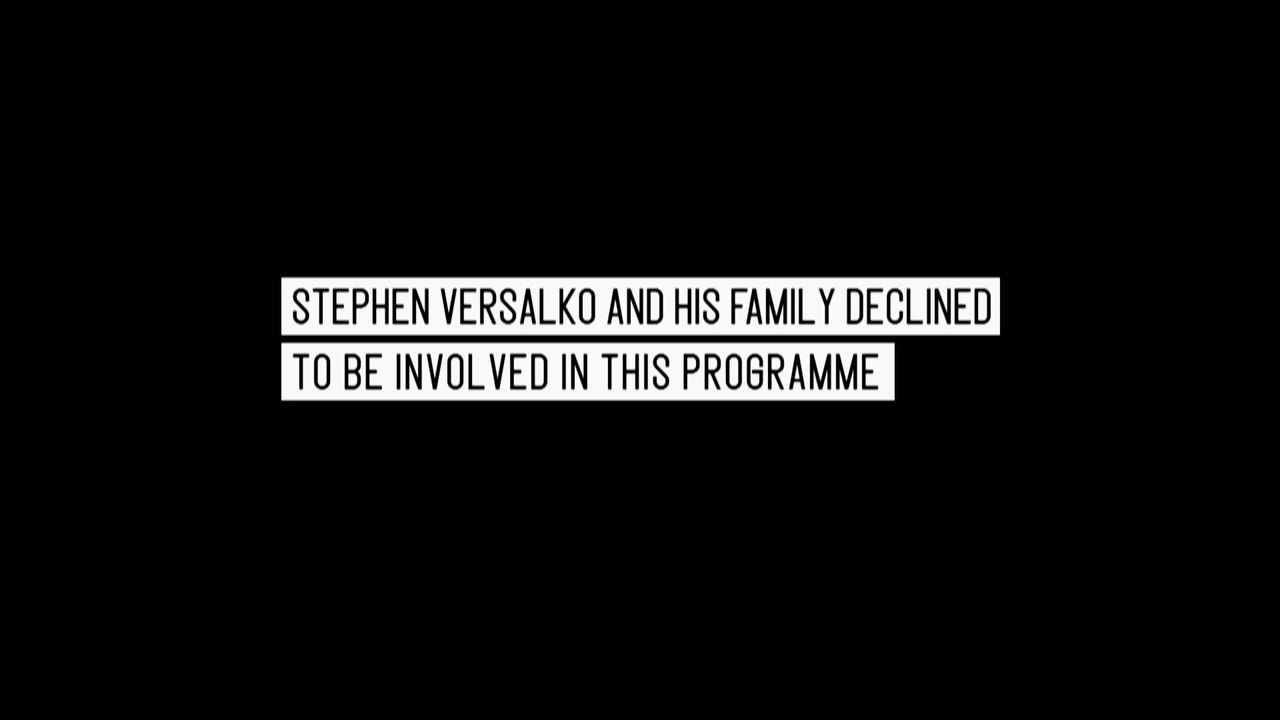 STEPHEN VERSALKO AND HIS FAMILY DECLINED
TO BE INVOLVED IN THIS PROGRAMME